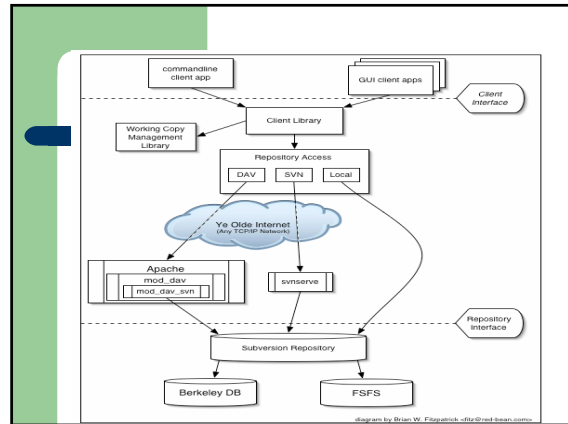 commandline
client app
GUI client apps
Client
Interface
Client Library
Working Copy
Management
Library
Repository Access
DAV
SVN
Local
Ye Olde Internet
(Any TCP/IP Network)
Apache
mod_dav
mod_dav_svn
svnserve
Repository
Interface
Subversion Repository
Berkeley DB
FSFS
diagram by Brian W. Fitzpatrick <fitz@red-bean.com>